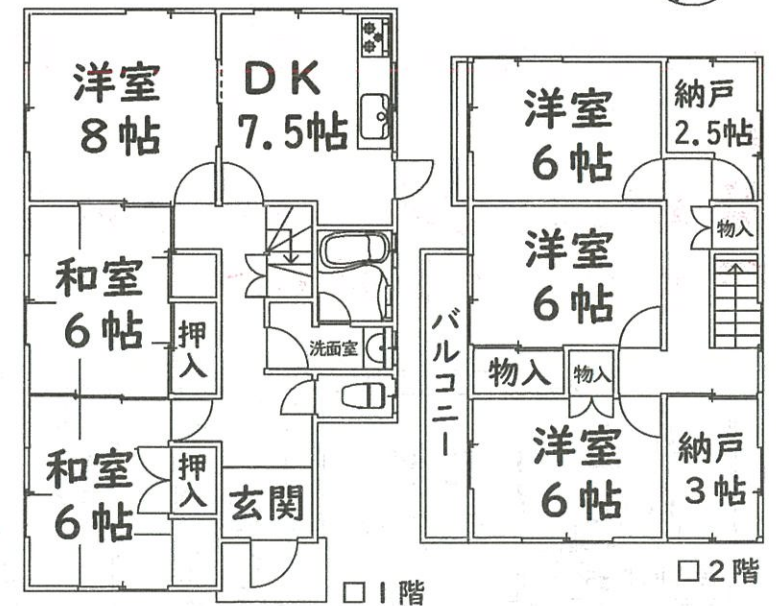 洋室
8帖
DK
7.5帖
和室
6帖
押入
洗面室
和室
6帖
押入
玄関
□1階
洋室
6帖
納戸
2.5帖
物入
洋室
6帖
バルコニー
物入
物入
洋室
6帖
納戸
3帖
□2階